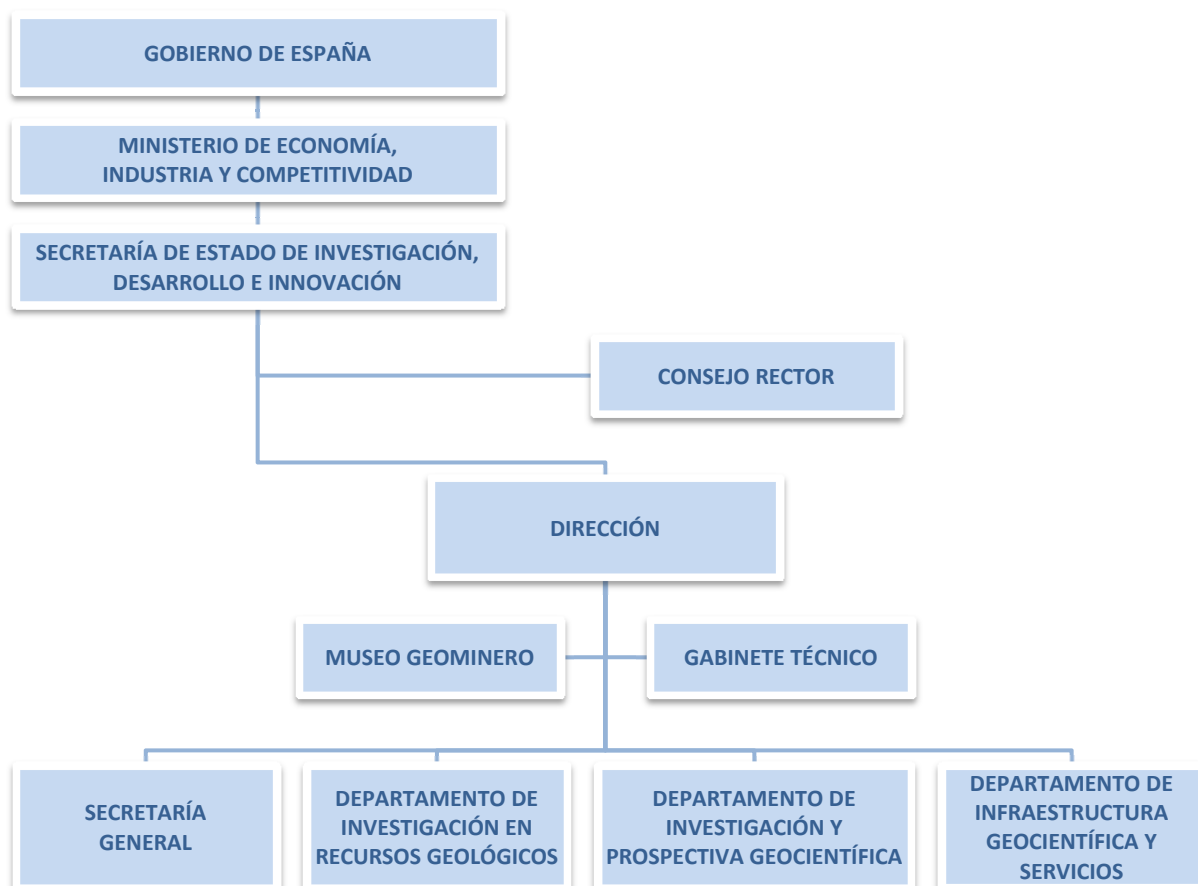 GOBIERNO DE ESPAÑA
MINISTERIO DE ECONOMÍA,
INDUSTRIA Y COMPETITIVIDAD
SECRETARÍA DE ESTADO DE INVESTIGACIÓN,
DESARROLLO E INNOVACIÓN
CONSEJO RECTOR
DIRECCIÓN
MUSEO GEOMINERO
GABINETE TÉCNICO
SECRETARÍA
GENERAL
DEPARTAMENTO DE
INVESTIGACIÓN EN
RECURSOS GEOLÓGICOS
DEPARTAMENTO DE
INVESTIGACIÓN Y
PROSPECTIVA GEOCIENTÍFICA
DEPARTAMENTO DE
INFRAESTRUCTURA
GEOCIENTÍFICA Y
SERVICIOS